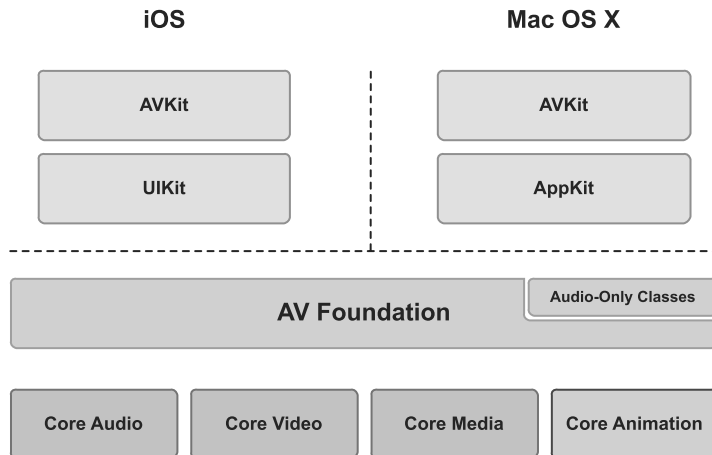 iOS
Mac OS X
AVKit
AVKit
UIKit
AppKit
AV Foundation
Audio-Only Classes
Core Audio
Core Video
Core Media
Core Animation